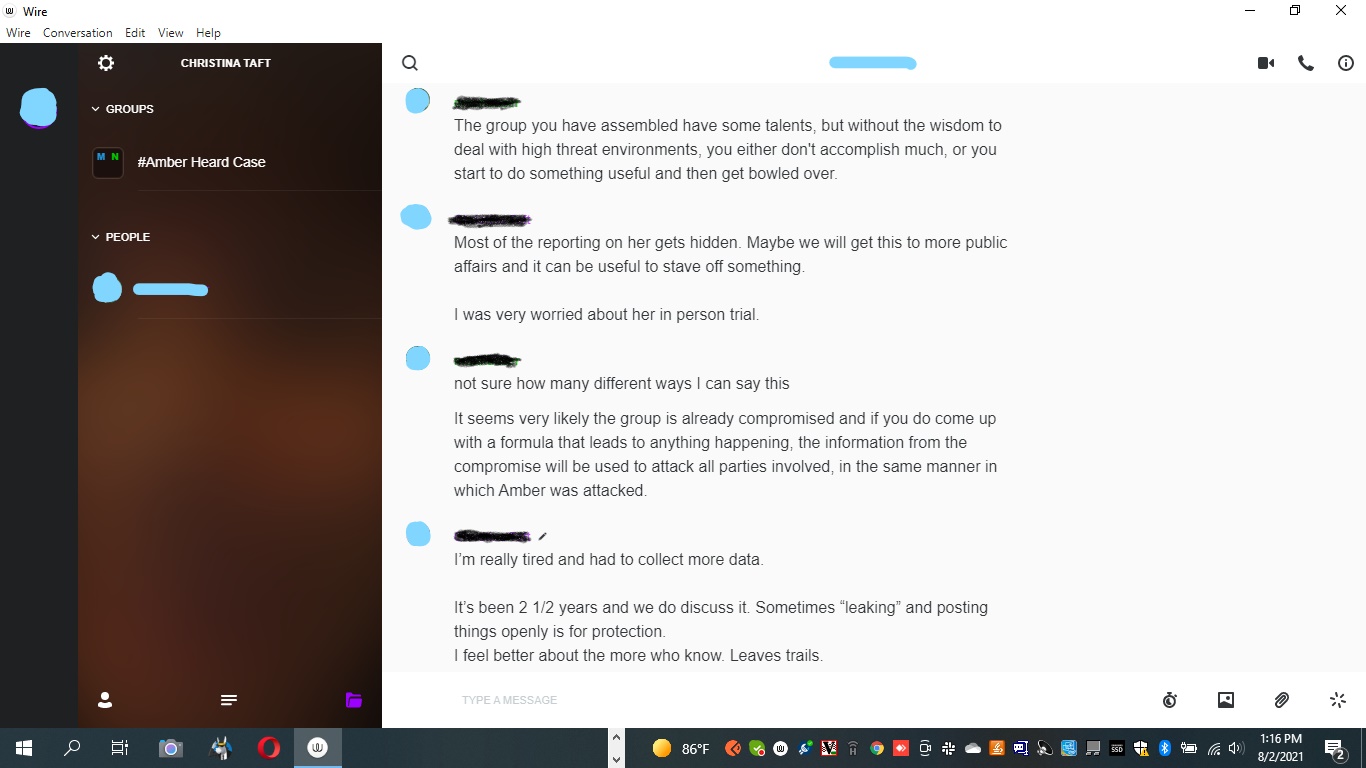 Wire
Wire Conversation Edit View Help
CHRISTINA TAFT
GROUPS
M N
#Amber Heard Case
PEOPLE
The group you have assembled have some talents, but without the wisdom to
deal with high threat environments, you either don't accomplish much, or you
start to do something useful and then get bowled over.
Most of the reporting on her gets hidden. Maybe we will get this to more public
affairs and it can be useful to stave off something.
I was very worried about her in person trial.
not sure how many different ways I can say this
It seems very likely the group is already compromised and if you do come up
with a formula that leads to anything happening, the information from the
compromise will be used to attack all parties involved, in the same manner in
which Amber was attacked.
I’m really tired and had to collect more data.
It’s been 2 1/2 years and we do discuss it. Sometimes “leaking” and posting
things openly is for protection.
I feel better about the more who know. Leaves trails.
TYPE A MESSAGE
86°F
SSD
1:16 PM
8/2/2021
2